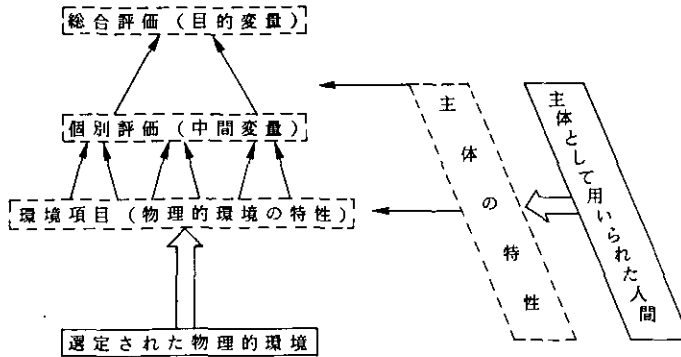 総合評価（目的変量）
個別評価（中間変量）
環境項目（物理的環境の特性）
選定された物理的環境
主体の特性
主体として用いられた人間